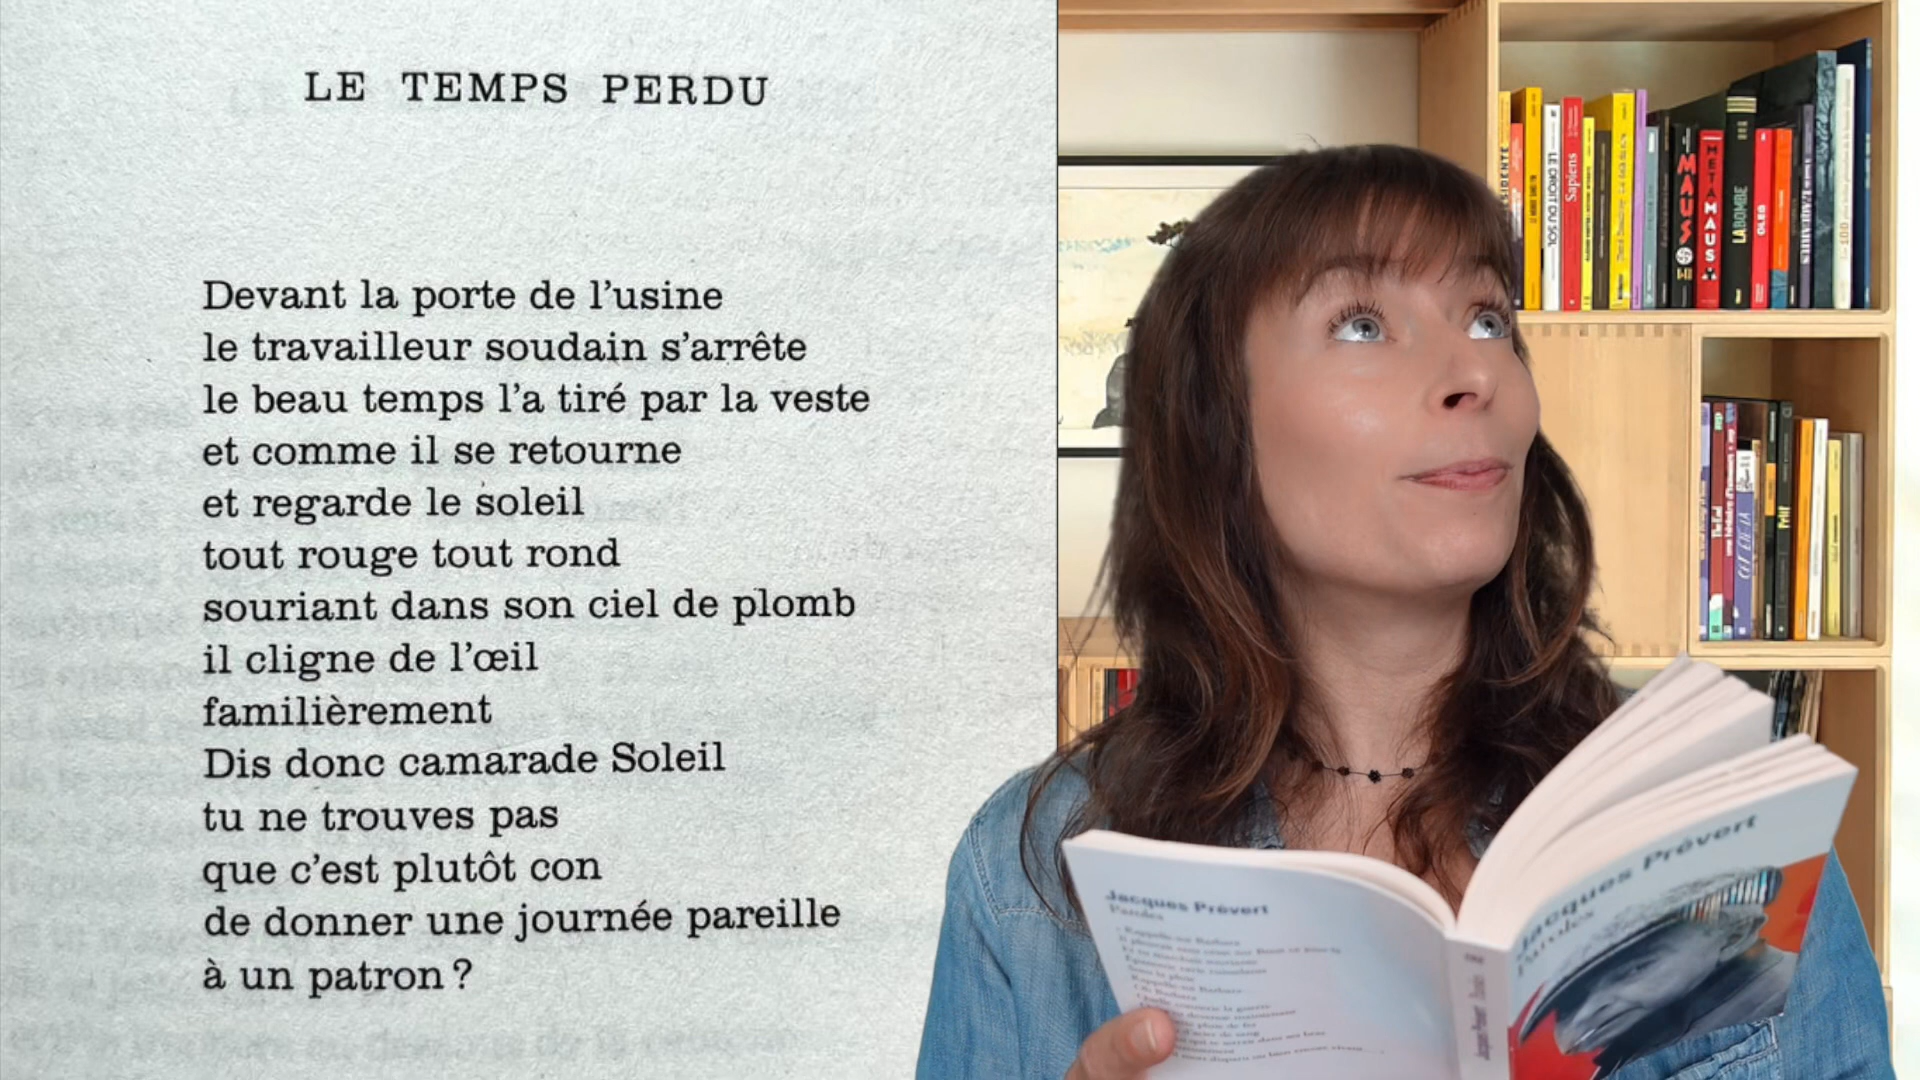 LE TEMPS PERDU
Devant la porte de l’usine
le travailleur soudain s’arrête
le beau temps l’a tiré par la veste
et comme il se retourne
et regarde le soleil
tout rouge tout rond
souriant dans son ciel de plomb
il cligne de l’œil
familièrement
Dis donc camarade Soleil
tu ne trouves pas
que c’est plutôt con
de donner une journée pareille
à un patron ?
LE DROIT DU SOL
Sapiens
MAUS
META MAUS
LA BOMBE
OLEG
Jacques Prévert
Paroles
Jacques Prévert
Paroles